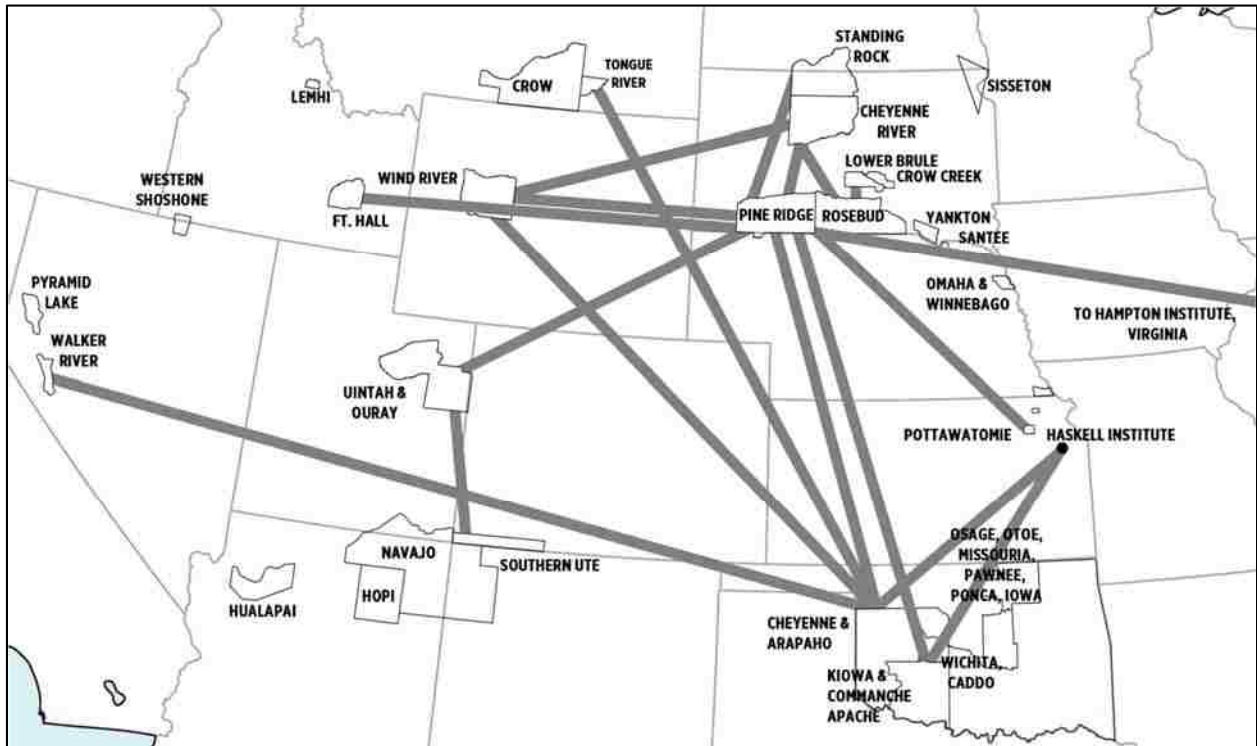 STANDING
ROCK
TONGUE
RIVER
CROW
SISSETON
LEMHI
CHEYENNE
RIVER
LOWER BRULE
CROW CREEK
WESTERN
SHOSHONE
WIND RIVER
FT. HALL
PINE RIDGE
ROSEBUD
YANKTON
SANTEE
PYRAMID
LAKE
OMAHA &
WINNEBAGO
TO HAMPTON INSTITUTE,
VIRGINIA
WALKER
RIVER
UINTAH &
OURAY
POTTAWATOMIE
HASKELL INSTITUTE
OSAGE, OTOE,
MISSOURIA,
PAWNEE,
PONCA, IOWA
NAVAJO
SOUTHERN UTE
HOPI
HUALAPAI
CHEYENNE &
ARAPAHO
WICHITA,
CADDO
KIOWA &
COMMANCHE
APACHE